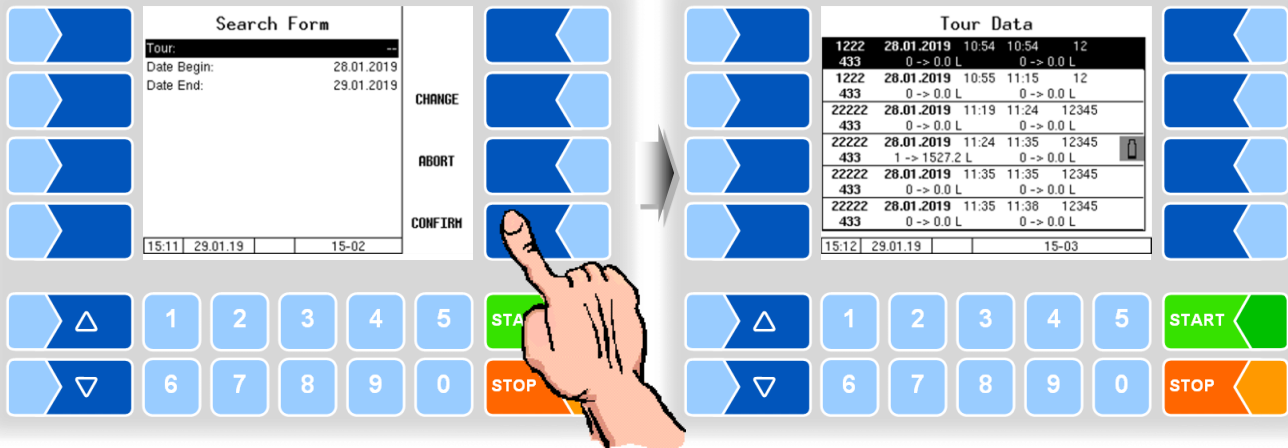 Search Form
Tour: --
Date Begin: 28.01.2019
Date End: 29.01.2019
CHANGE
ABORT
CONFIRM
15:11 29.01.19 15-02
1 2 3 4 5 STA
6 7 8 9 0 STOP
Tour Data
1222 28.01.2019 10:54 10:54 12
433 0 -> 0.0 L 0 -> 0.0 L
1222 28.01.2019 10:55 11:15 12
433 0 -> 0.0 L 0 -> 0.0 L
22222 28.01.2019 11:19 11:24 12345
433 0 -> 0.0 L 0 -> 0.0 L
22222 28.01.2019 11:24 11:35 12345
433 1 -> 1527.2 L 0 -> 0.0 L
22222 28.01.2019 11:35 11:35 12345
433 0 -> 0.0 L 0 -> 0.0 L
22222 28.01.2019 11:35 11:38 12345
433 0 -> 0.0 L 0 -> 0.0 L
15:12 29.01.19 15-03
1 2 3 4 5 START
6 7 8 9 0 STOP